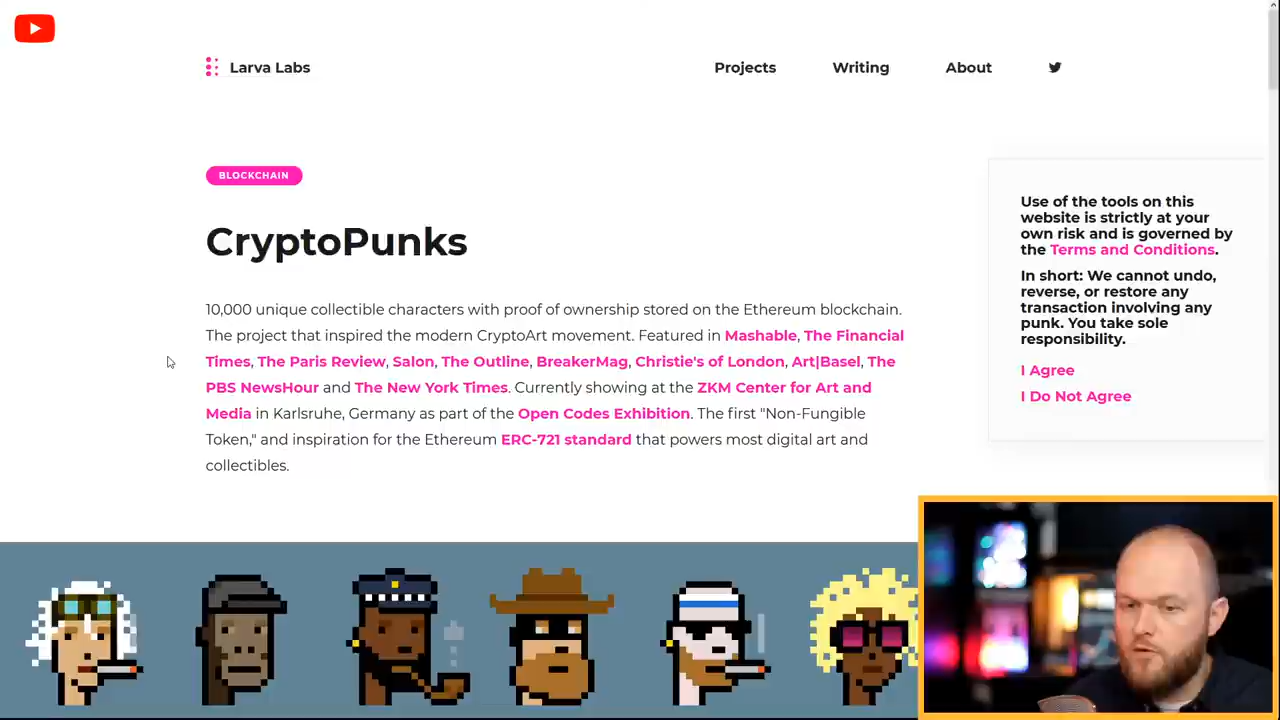 Larva Labs
Projects
Writing
About
BLOCKCHAIN
CryptoPunks
10,000 unique collectible characters with proof of ownership stored on the Ethereum blockchain.
The project that inspired the modern CryptoArt movement. Featured in Mashable, The Financial
Times, The Paris Review, Salon, The Outline, BreakerMag, Christie's of London, Art|Basel, The
PBS NewsHour and The New York Times. Currently showing at the ZKM Center for Art and
Media in Karlsruhe, Germany as part of the Open Codes Exhibition. The first "Non-Fungible
Token," and inspiration for the Ethereum ERC-721 standard that powers most digital art and
collectibles.
Use of the tools on this
website is strictly at your
own risk and is governed by
the Terms and Conditions.
In short: We cannot undo,
reverse, or restore any
transaction involving any
punk. You take sole
responsibility.
I Agree
I Do Not Agree